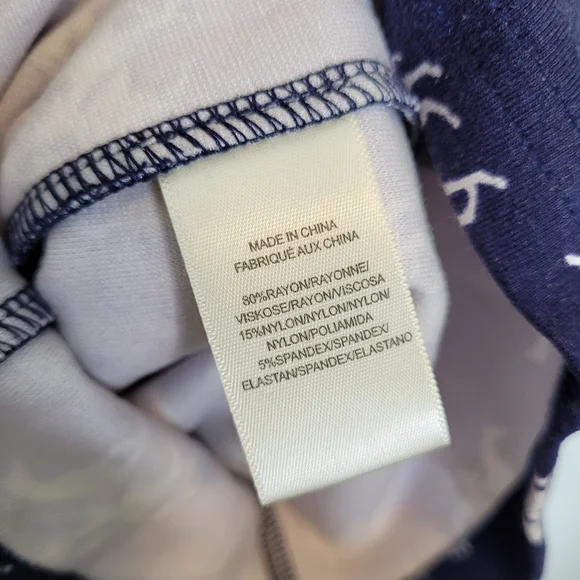 MADE IN CHINA
FABRIQUÉ AUX CHINA
80%RAYON/RAYONNE/
VISKOSE/RAYON/VISCOSA
15%NYLON/NYLON/NYLON/
NYLON/POLIAMIDA
5%SPANDEX/SPANDEX/
ELASTAN/SPANDEX/ELASTANO